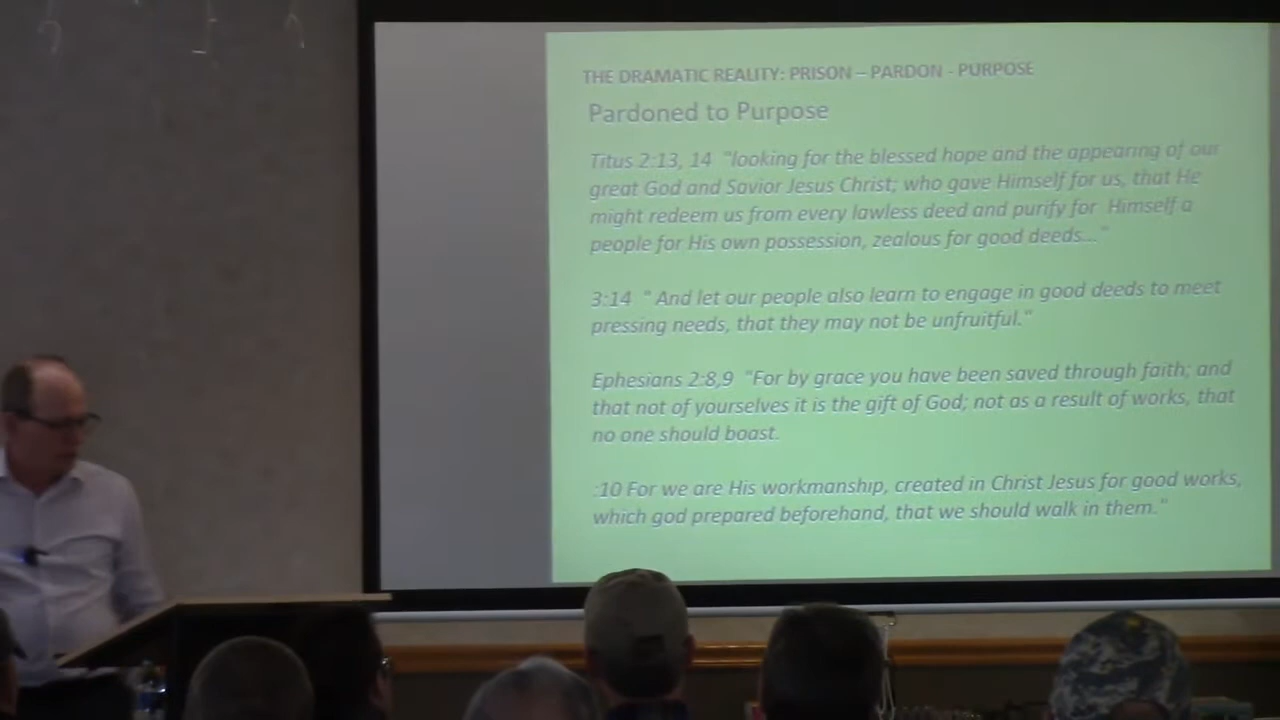 THE DRAMATIC REALITY: PRISON – PARDON - PURPOSE
Pardoned to Purpose
Titus 2:13, 14 "looking for the blessed hope and the appearing of our
great God and Savior Jesus Christ; who gave Himself for us, that He
might redeem us from every lawless deed and purify for Himself a
people for His own possession, zealous for good deeds..."
3:14 " And let our people also learn to engage in good deeds to meet
pressing needs, that they may not be unfruitful."
Ephesians 2:8,9 "For by grace you have been saved through faith; and
that not of yourselves it is the gift of God; not as a result of works, that
no one should boast.
:10 For we are His workmanship, created in Christ Jesus for good works,
which god prepared beforehand, that we should walk in them."